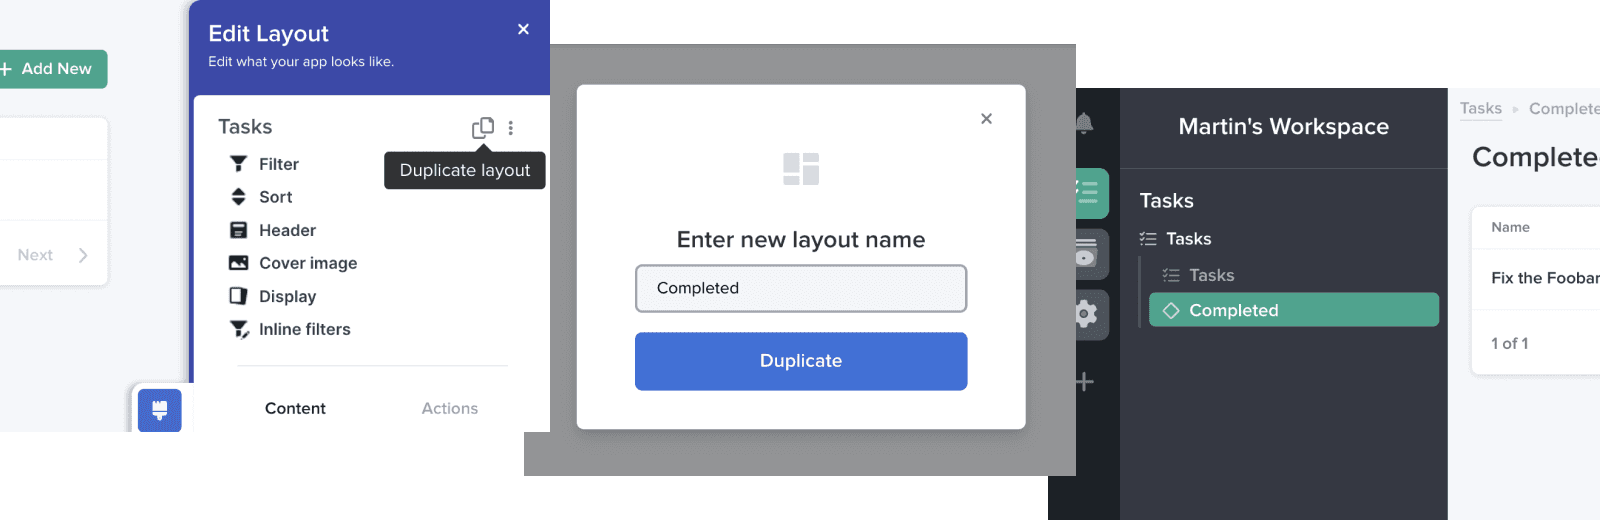 Add New
Next
Edit Layout
Edit what your app looks like.
Tasks
Duplicate layout
Filter
Sort
Header
Cover image
Display
Inline filters
Content Actions
Enter new layout name
Completed
Duplicate
Martin's Workspace
Tasks
Tasks
Tasks
Completed
Tasks Complete
Complete
Name
Fix the Foobar
1 of 1